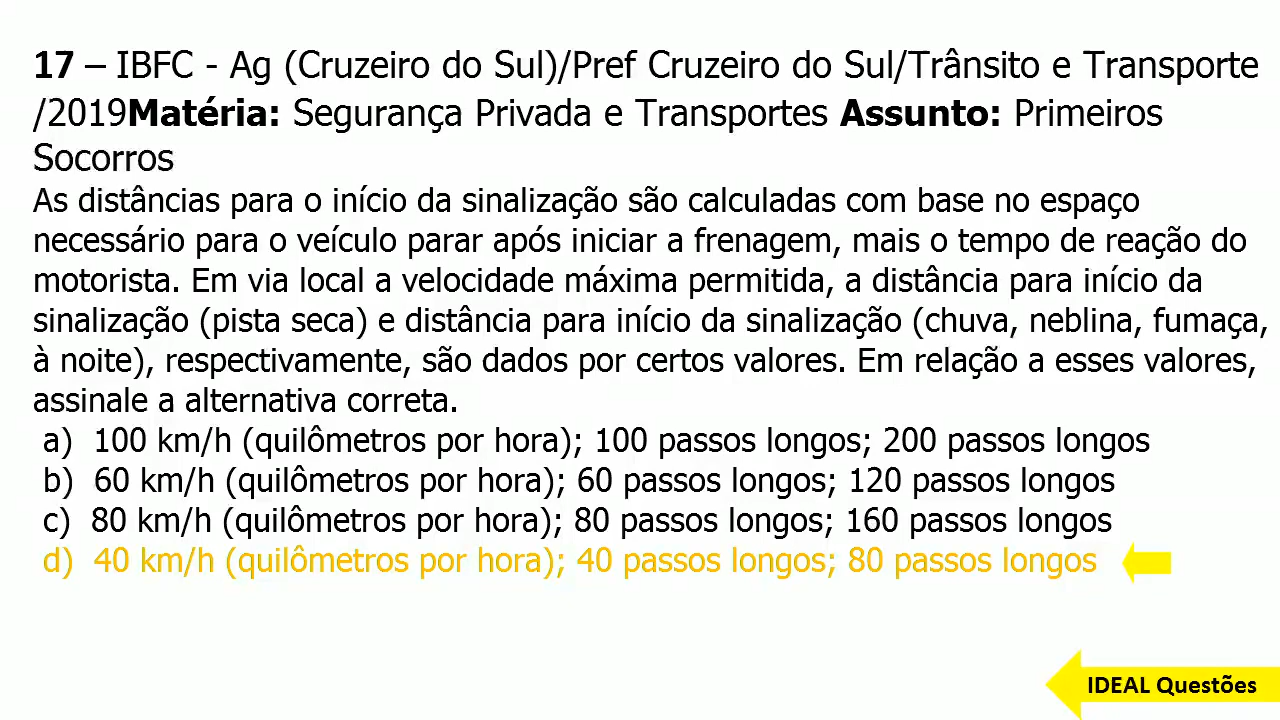 17 – IBFC - Ag (Cruzeiro do Sul)/Pref Cruzeiro do Sul/Trânsito e Transporte
/2019Matéria: Segurança Privada e Transportes Assunto: Primeiros
Socorros
As distâncias para o início da sinalização são calculadas com base no espaço
necessário para o veículo parar após iniciar a frenagem, mais o tempo de reação do
motorista. Em via local a velocidade máxima permitida, a distância para início da
sinalização (pista seca) e distância para início da sinalização (chuva, neblina, fumaça,
à noite), respectivamente, são dados por certos valores. Em relação a esses valores,
assinale a alternativa correta.
a) 100 km/h (quilômetros por hora); 100 passos longos; 200 passos longos
b) 60 km/h (quilômetros por hora); 60 passos longos; 120 passos longos
c) 80 km/h (quilômetros por hora); 80 passos longos; 160 passos longos
d) 40 km/h (quilômetros por hora); 40 passos longos; 80 passos longos
IDEAL Questões